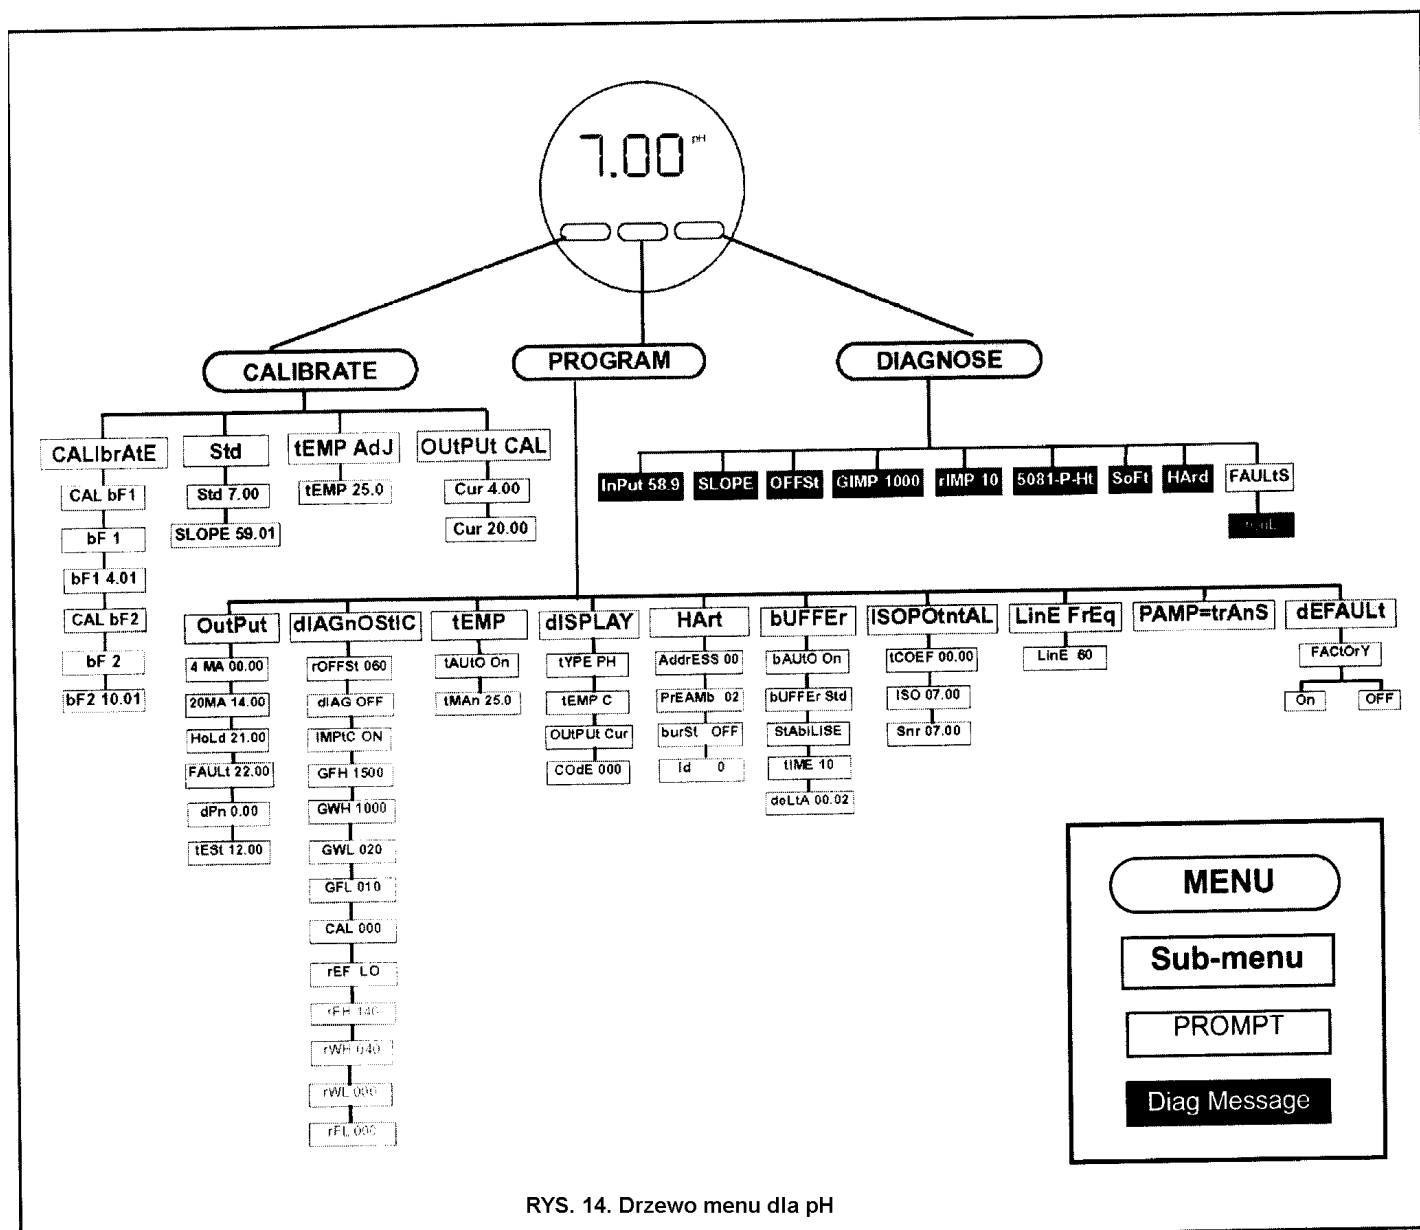 7.00 pH
CALIBRATE
PROGRAM
DIAGNOSE
CALIbrAtE
CAL bF1
bF 1
bF1 4.01
CAL bF2
bF 2
bF2 10.01
Std
Std 7.00
SLOPE 59.01
tEMP AdJ
tEMP 25.0
OUtPUt CAL
Cur 4.00
Cur 20.00
InPut 58.9
SLOPE
OFFSt
GIMP 1000
rIMP 10
5081-P-Ht
SoFt
HArd
FAULtS
OutPut
4 MA 00.00
20MA 14.00
HoLd 21.00
FAULt 22.00
dPn 0.00
tESt 12.00
dIAGnOStIC
rOFFSt 060
dIAG OFF
IMPtC ON
GFH 1500
GWH 1000
GWL 020
GFL 010
CAL 000
rEF LO
rFH 140
rWH 040
rWL 000
rFL 000
tEMP
tAUtO On
tMAn 25.0
dISPLAY
tYPE PH
tEMP C
OUtPUt Cur
COdE 000
HArt
AddrESS 00
PrEAMb 02
burSt OFF
Id 0
bUFFEr
bAUtO On
bUFFEr Std
StAbILISE
tIME 10
deLtA 00.02
ISOPOtntAL
tCOEF 00.00
ISO 07.00
Snr 07.00
LinE FrEq
LinE 60
PAMP=trAnS
dEFAULt
FACtOrY
On
OFF
MENU
Sub-menu
PROMPT
Diag Message
RYS. 14. Drzewo menu dla pH